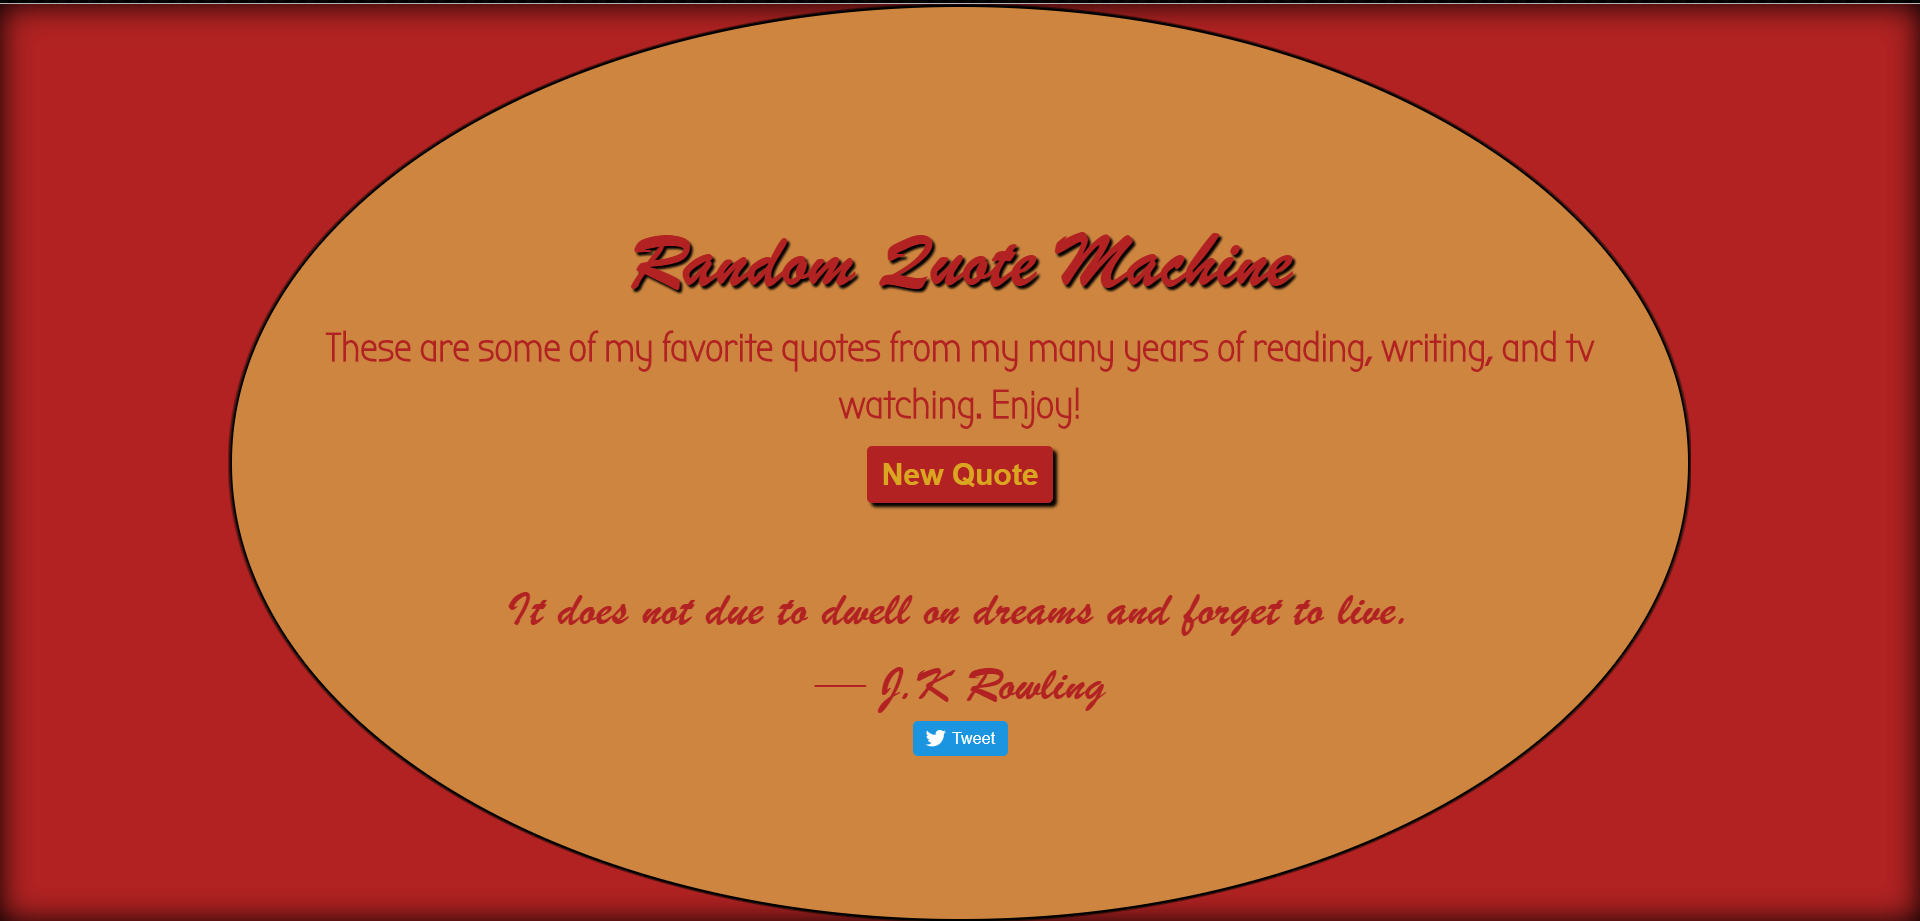 Random Quote Machine
These are some of my favorite quotes from my many years of reading, writing, and tv
watching. Enjoy!
New Quote
It does not due to dwell on dreams and forget to live.
— J.K Rowling
Tweet